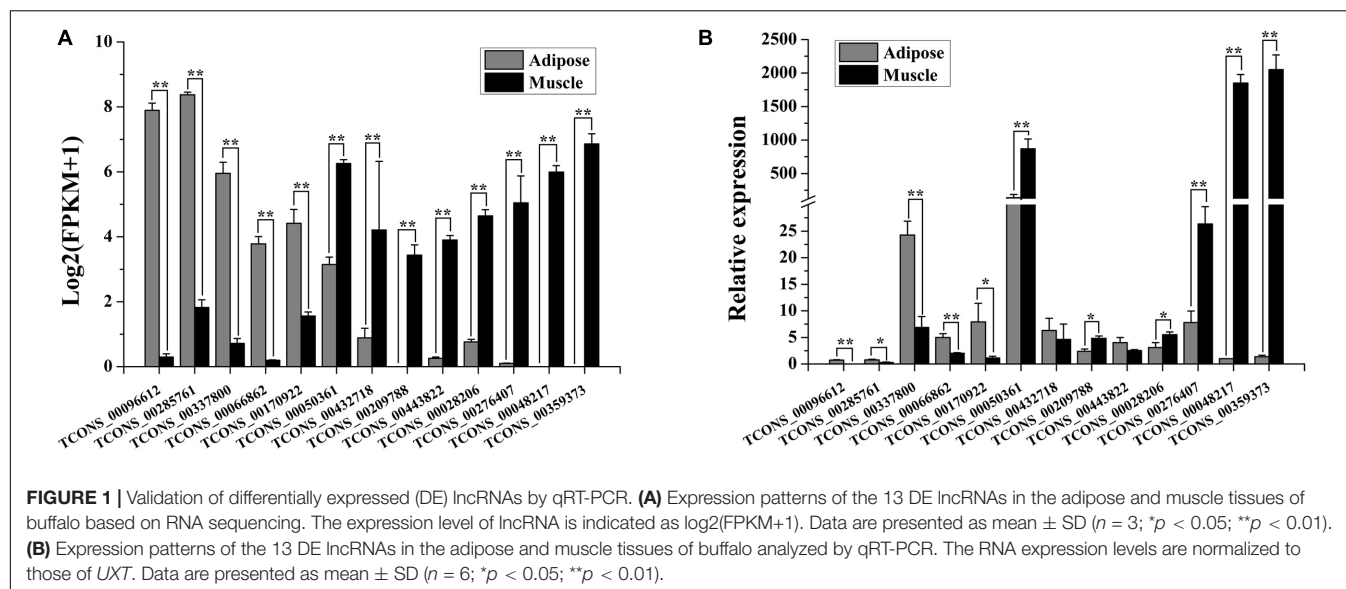 A
10
8
6
4
2
0
Log2(FPKM+1)
Adipose
Muscle
** ** ** ** ** ** ** ** ** ** ** ** **
TCONS_00096612
TCONS_00285761
TCONS_00337800
TCONS_00066862
TCONS_00170922
TCONS_00050361
TCONS_00432718
TCONS_00209788
TCONS_00443822
TCONS_00028206
TCONS_00276407
TCONS_00048217
TCONS_00359373
B
2500
2000
1500
1000
500
25
20
15
10
5
0
Relative expression
Adipose
Muscle
** * ** ** * ** * * ** ** **
TCONS_00096612
TCONS_00285761
TCONS_00337800
TCONS_00066862
TCONS_00170922
TCONS_00050361
TCONS_00432718
TCONS_00209788
TCONS_00443822
TCONS_00028206
TCONS_00276407
TCONS_00048217
TCONS_00359373
FIGURE 1 | Validation of differentially expressed (DE) lncRNAs by qRT-PCR. (A) Expression patterns of the 13 DE lncRNAs in the adipose and muscle tissues of
buffalo based on RNA sequencing. The expression level of lncRNA is indicated as log2(FPKM+1). Data are presented as mean ± SD (n = 3; *p < 0.05; **p < 0.01).
(B) Expression patterns of the 13 DE lncRNAs in the adipose and muscle tissues of buffalo analyzed by qRT-PCR. The RNA expression levels are normalized to
those of UXT. Data are presented as mean ± SD (n = 6; *p < 0.05; **p < 0.01).